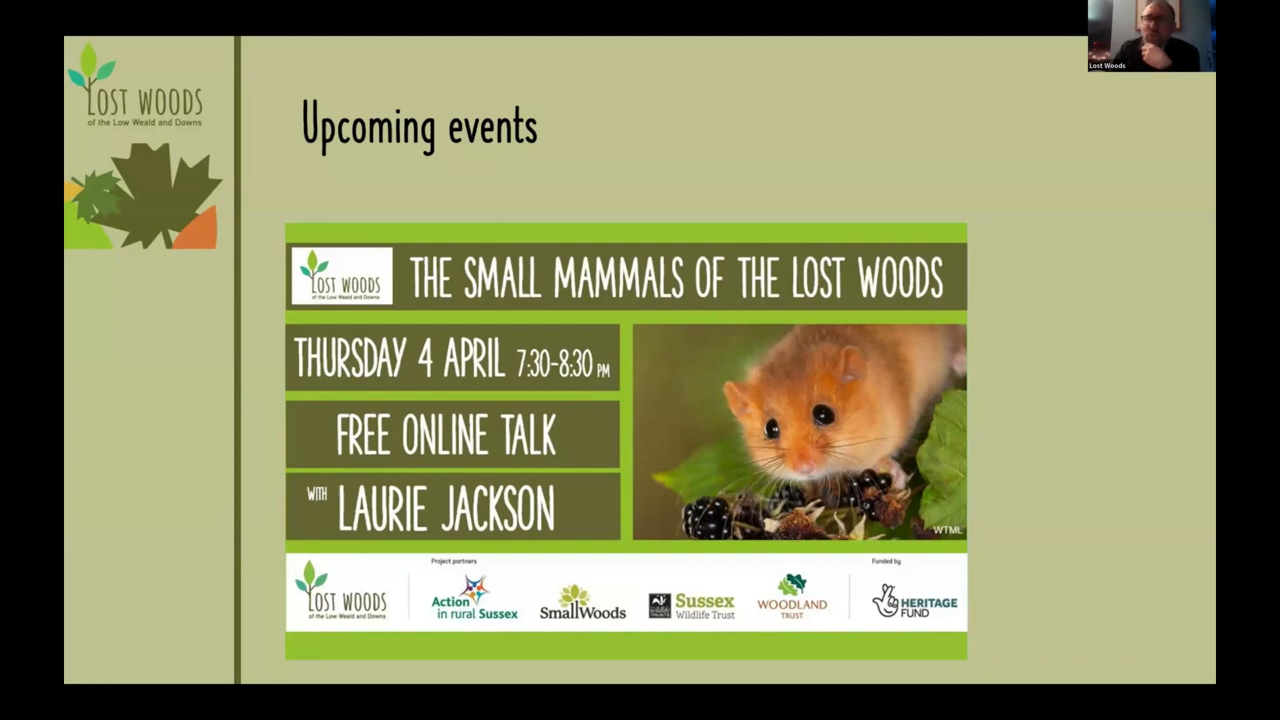 Lost Woods
LOST WOODS
of the Low Weald and Downs
Upcoming events
LOST WOODS
of the Low Weald and Downs
THE SMALL MAMMALS OF THE LOST WOODS
THURSDAY 4 APRIL 7:30-8:30 PM
FREE ONLINE TALK
WITH LAURIE JACKSON
WTML
Project partners
Funded by
LOST WOODS
of the Low Weald and Downs
Action
in rural Sussex
SmallWoods
Sussex
Wildlife Trust
WOODLAND
TRUST
HERITAGE
FUND